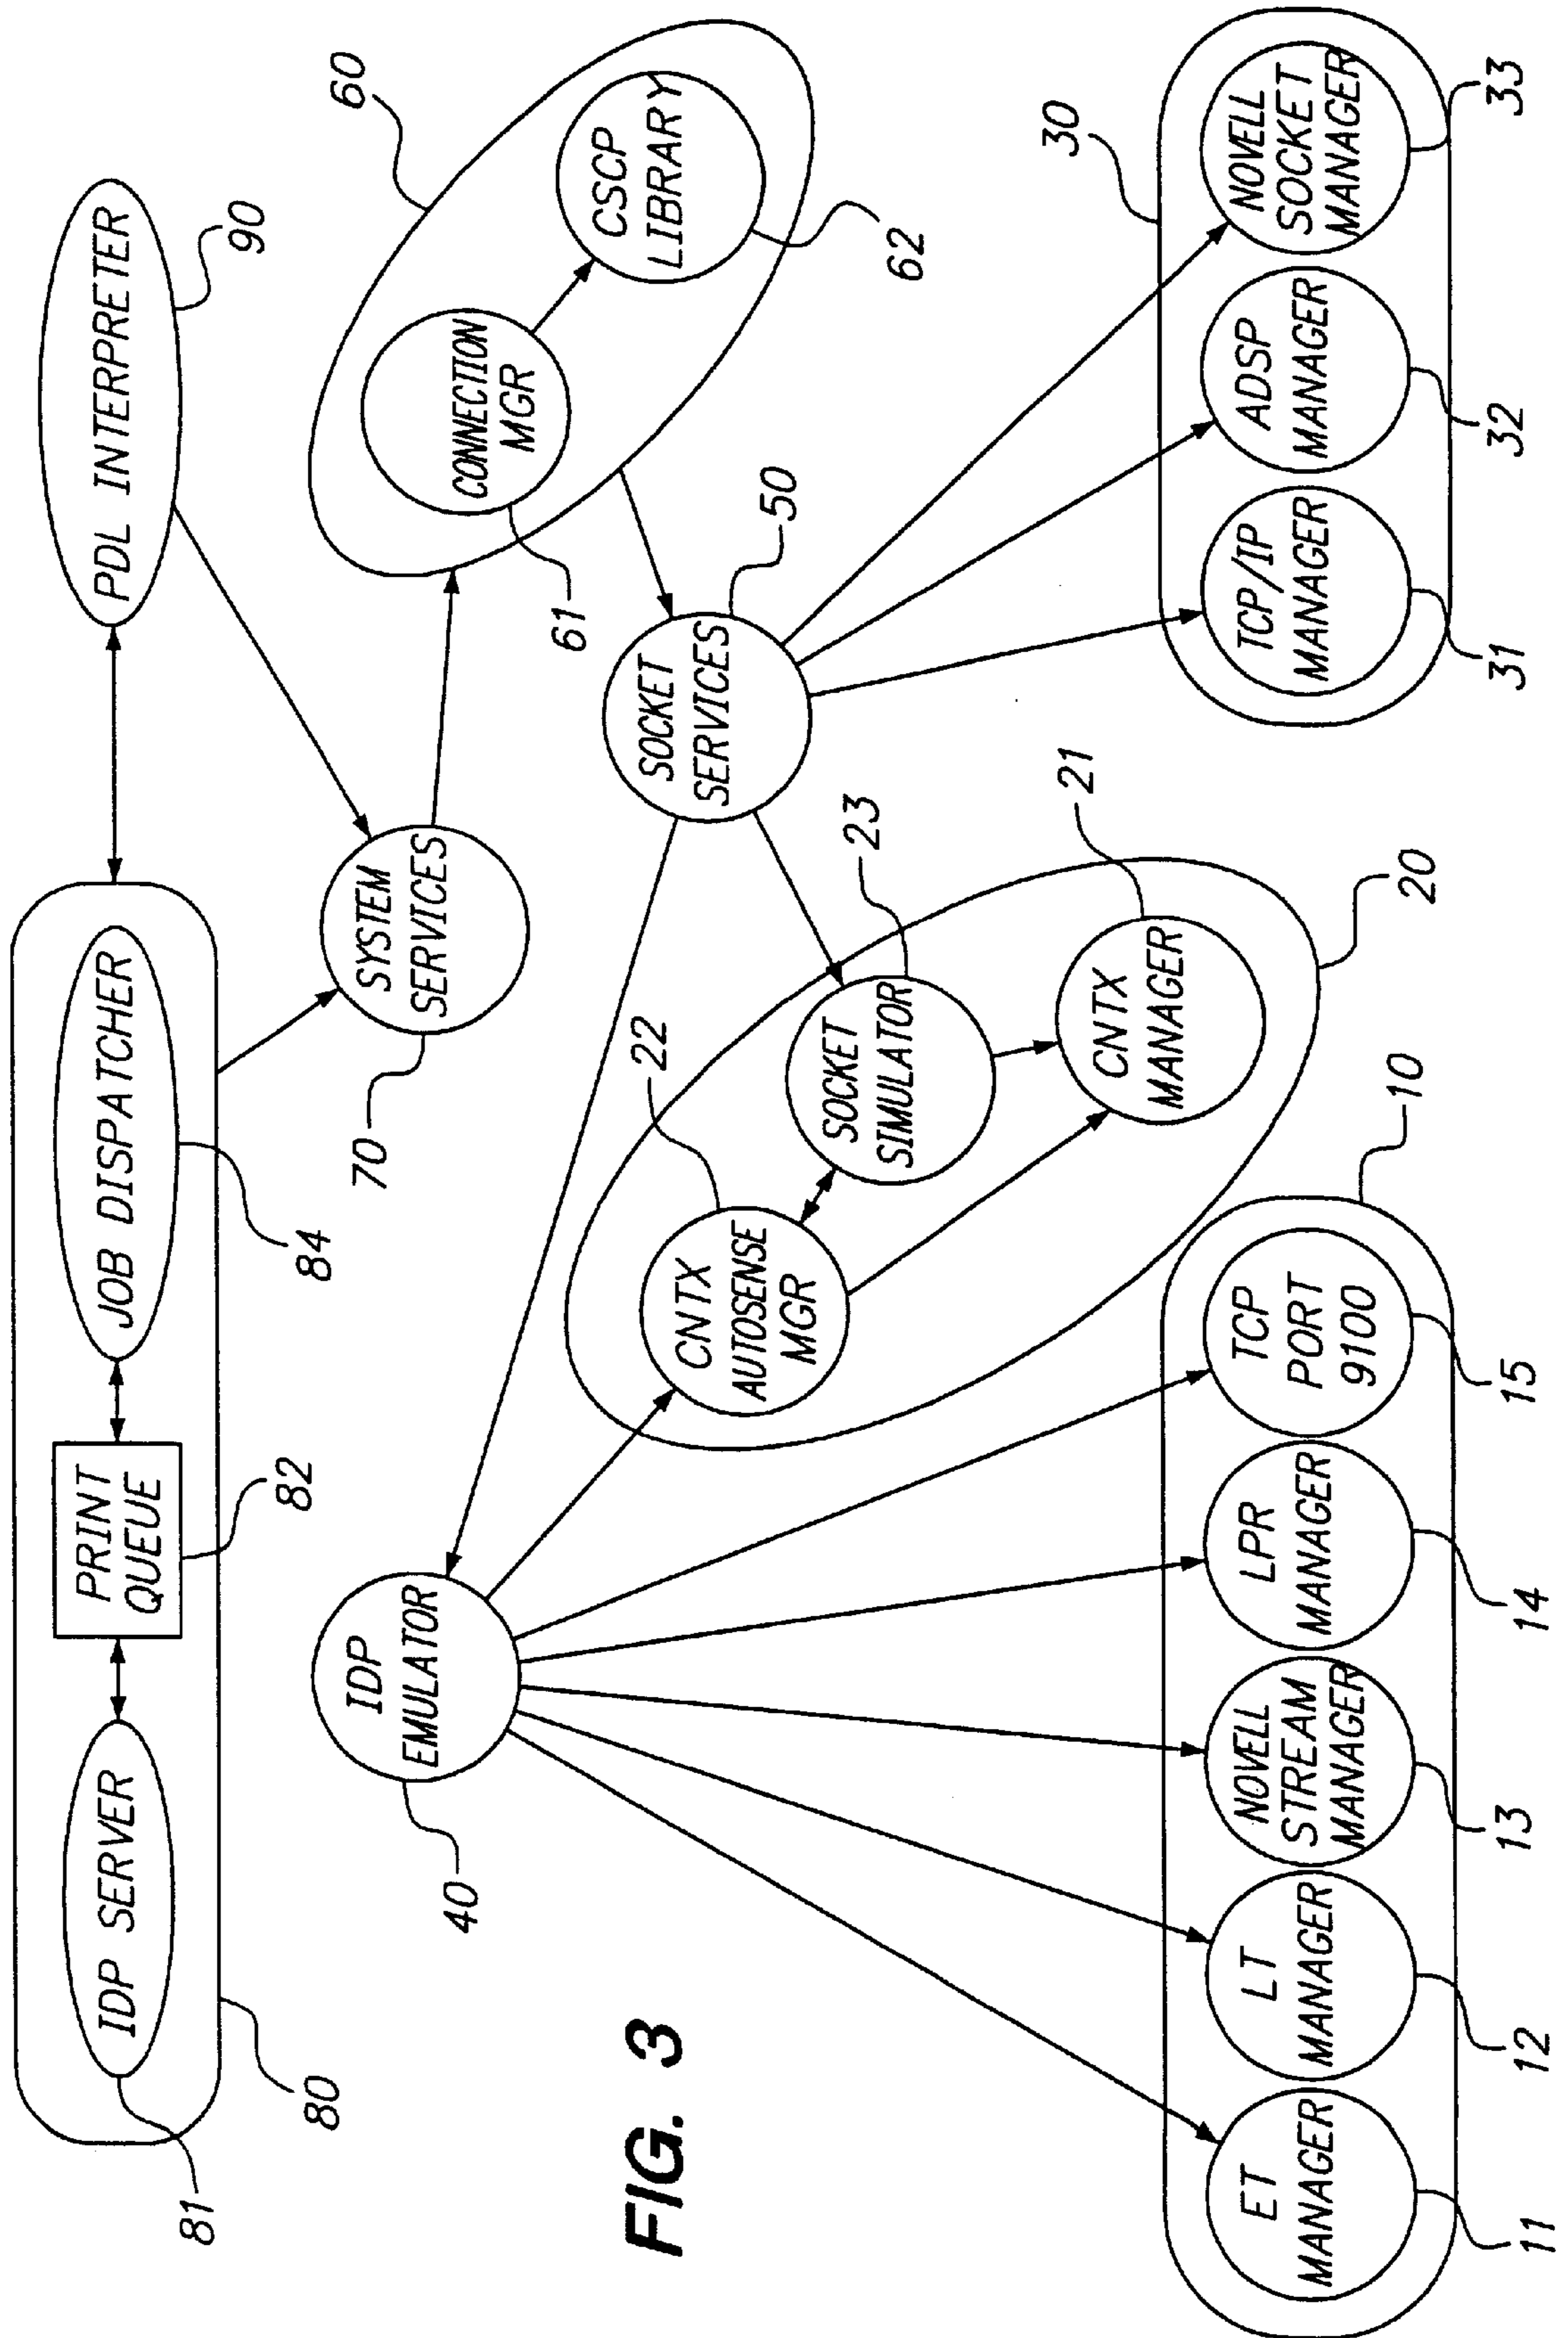 IDP SERVER
PRINT
QUEUE
JOB DISPATCHER
PDL INTERPRETER
81
80
82
84
90
IDP
EMULATOR
40
SYSTEM
SERVICES
70
CONNECTION
MGR
61
CSCP
LIBRARY
62
60
SOCKET
SERVICES
50
CNTX
AUTOSENSE
MGR
22
SOCKET
SIMULATOR
23
CNTX
MANAGER
21
20
FIG. 3
ET
MANAGER
11
LT
MANAGER
12
NOVELL
STREAM
MANAGER
13
LPR
MANAGER
14
TCP
PORT
9100
15
10
TCP/IP
MANAGER
31
ADSP
MANAGER
32
NOVELL
SOCKET
MANAGER
33
30